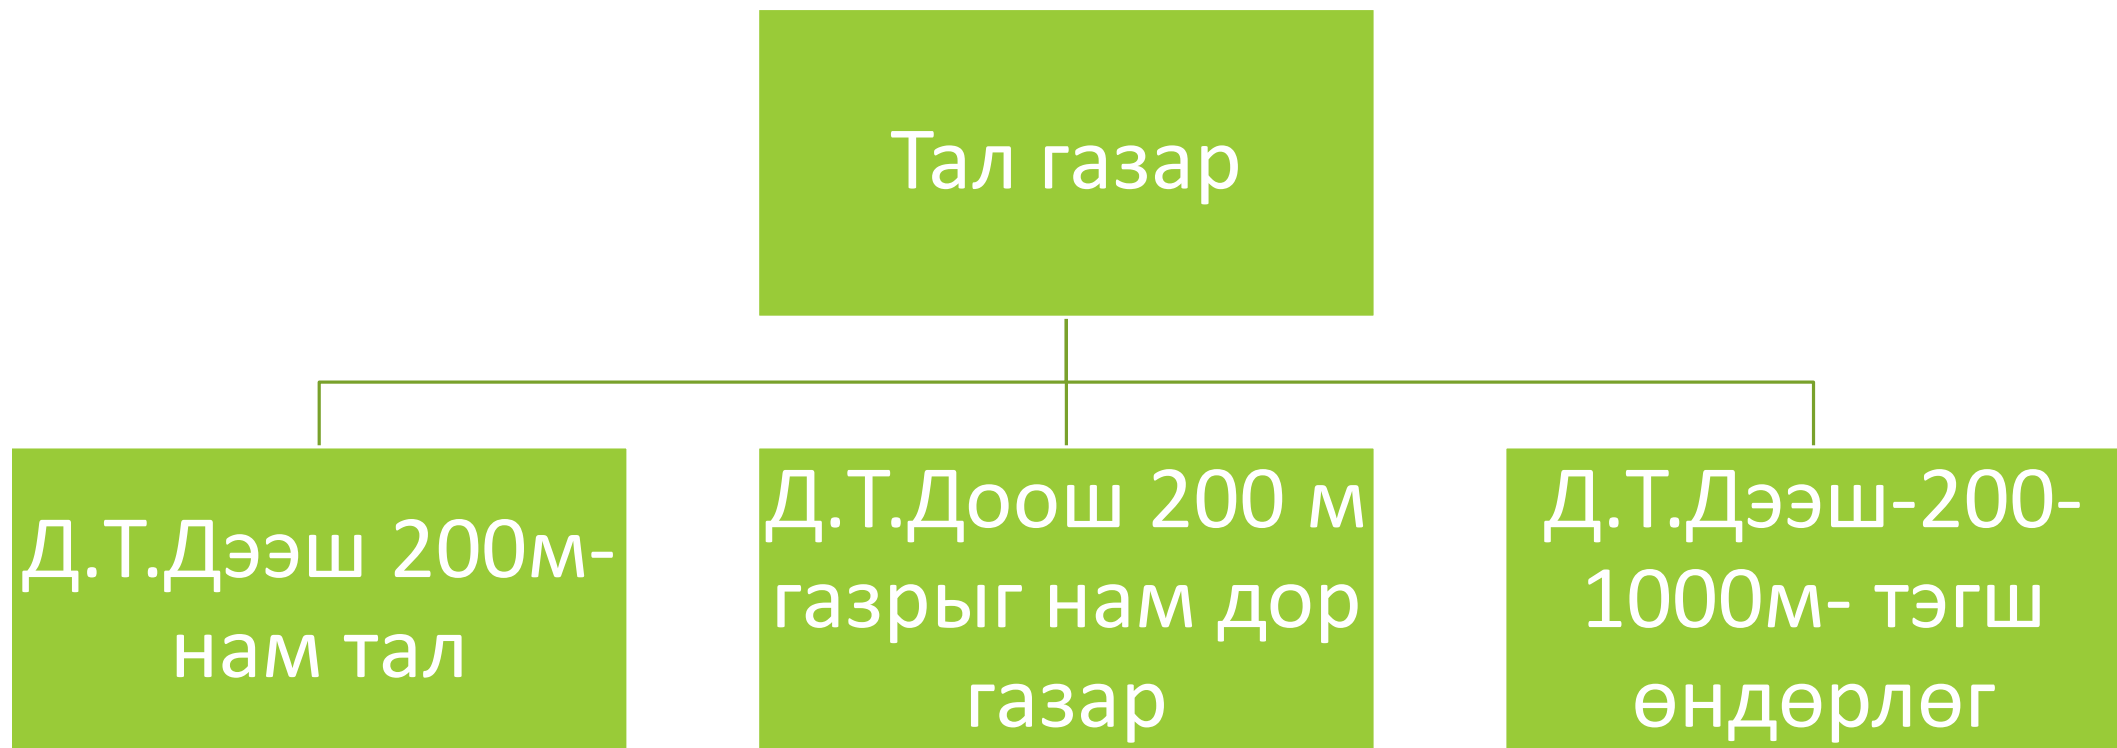 Тал газар
Д.Т.Дээш 200м-
нам тал
Д.Т.Доош 200 м
газрыг нам дор
газар
Д.Т.Дээш-200-
1000м- тэгш
өндөрлөг